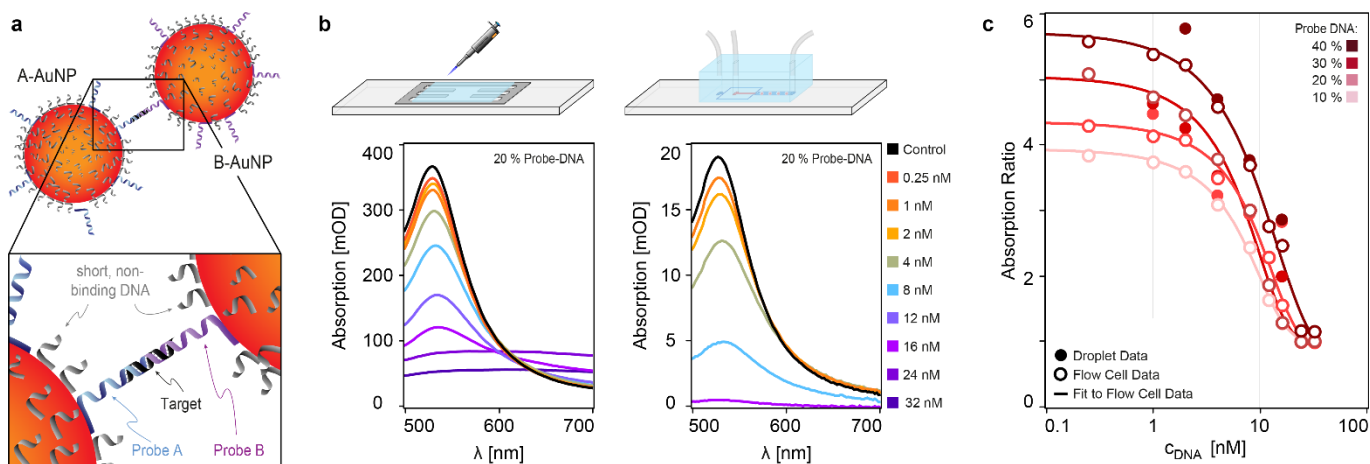 a
A-AuNP
B-AuNP
short, non-
binding DNA
Target
Probe A
Probe B
b
20 % Probe-DNA
Absorption [mOD]
400
300
200
100
0
500
600
700
λ [nm]
20 % Probe-DNA
Absorption [mOD]
20
15
10
5
0
500
600
700
λ [nm]
Control
0.25 nM
1 nM
2 nM
4 nM
8 nM
12 nM
16 nM
24 nM
32 nM
c
Absorption Ratio
6
4
2
0
Probe DNA:
40 %
30 %
20 %
10 %
Droplet Data
Flow Cell Data
Fit to Flow Cell Data
0.1
1
10
100
cDNA [nM]